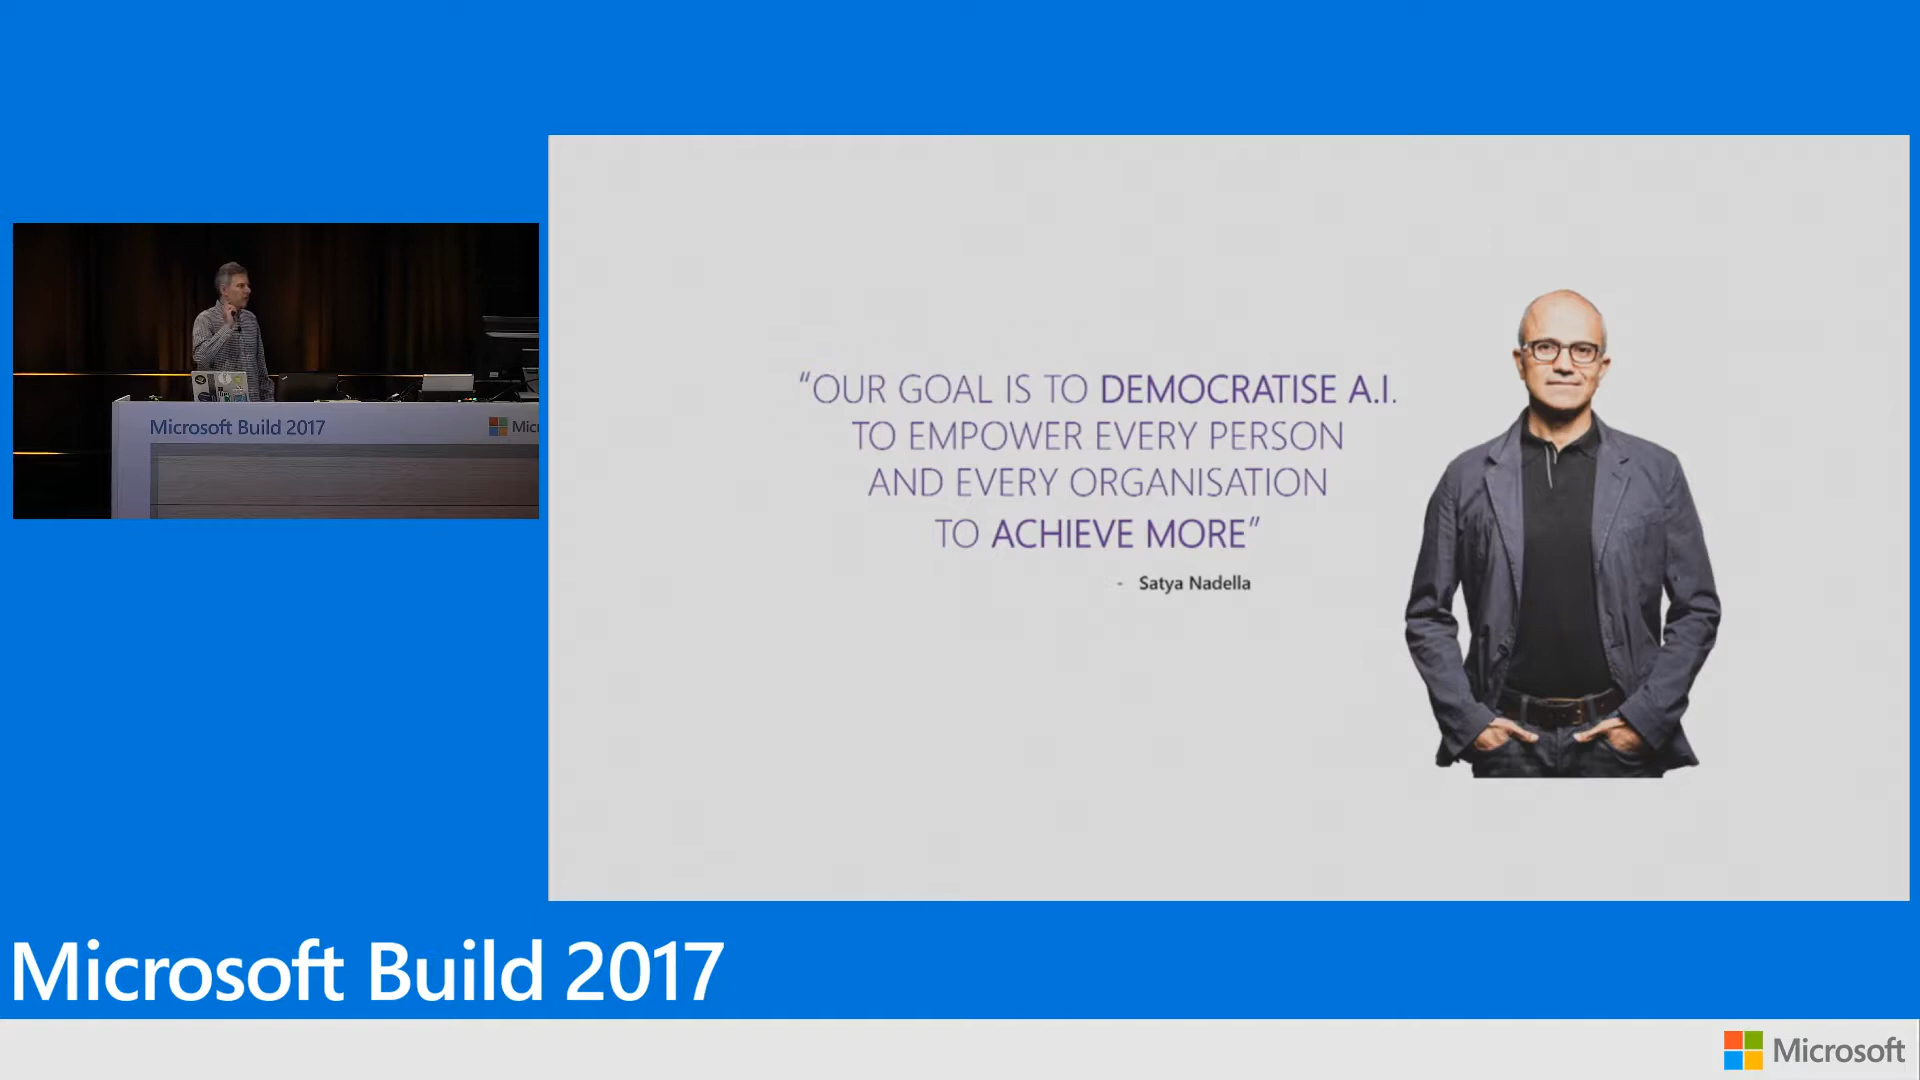 Microsoft Build 2017
Mic
“OUR GOAL IS TO DEMOCRATISE A.I.
TO EMPOWER EVERY PERSON
AND EVERY ORGANISATION
TO ACHIEVE MORE”
- Satya Nadella
Microsoft Build 2017
Microsoft